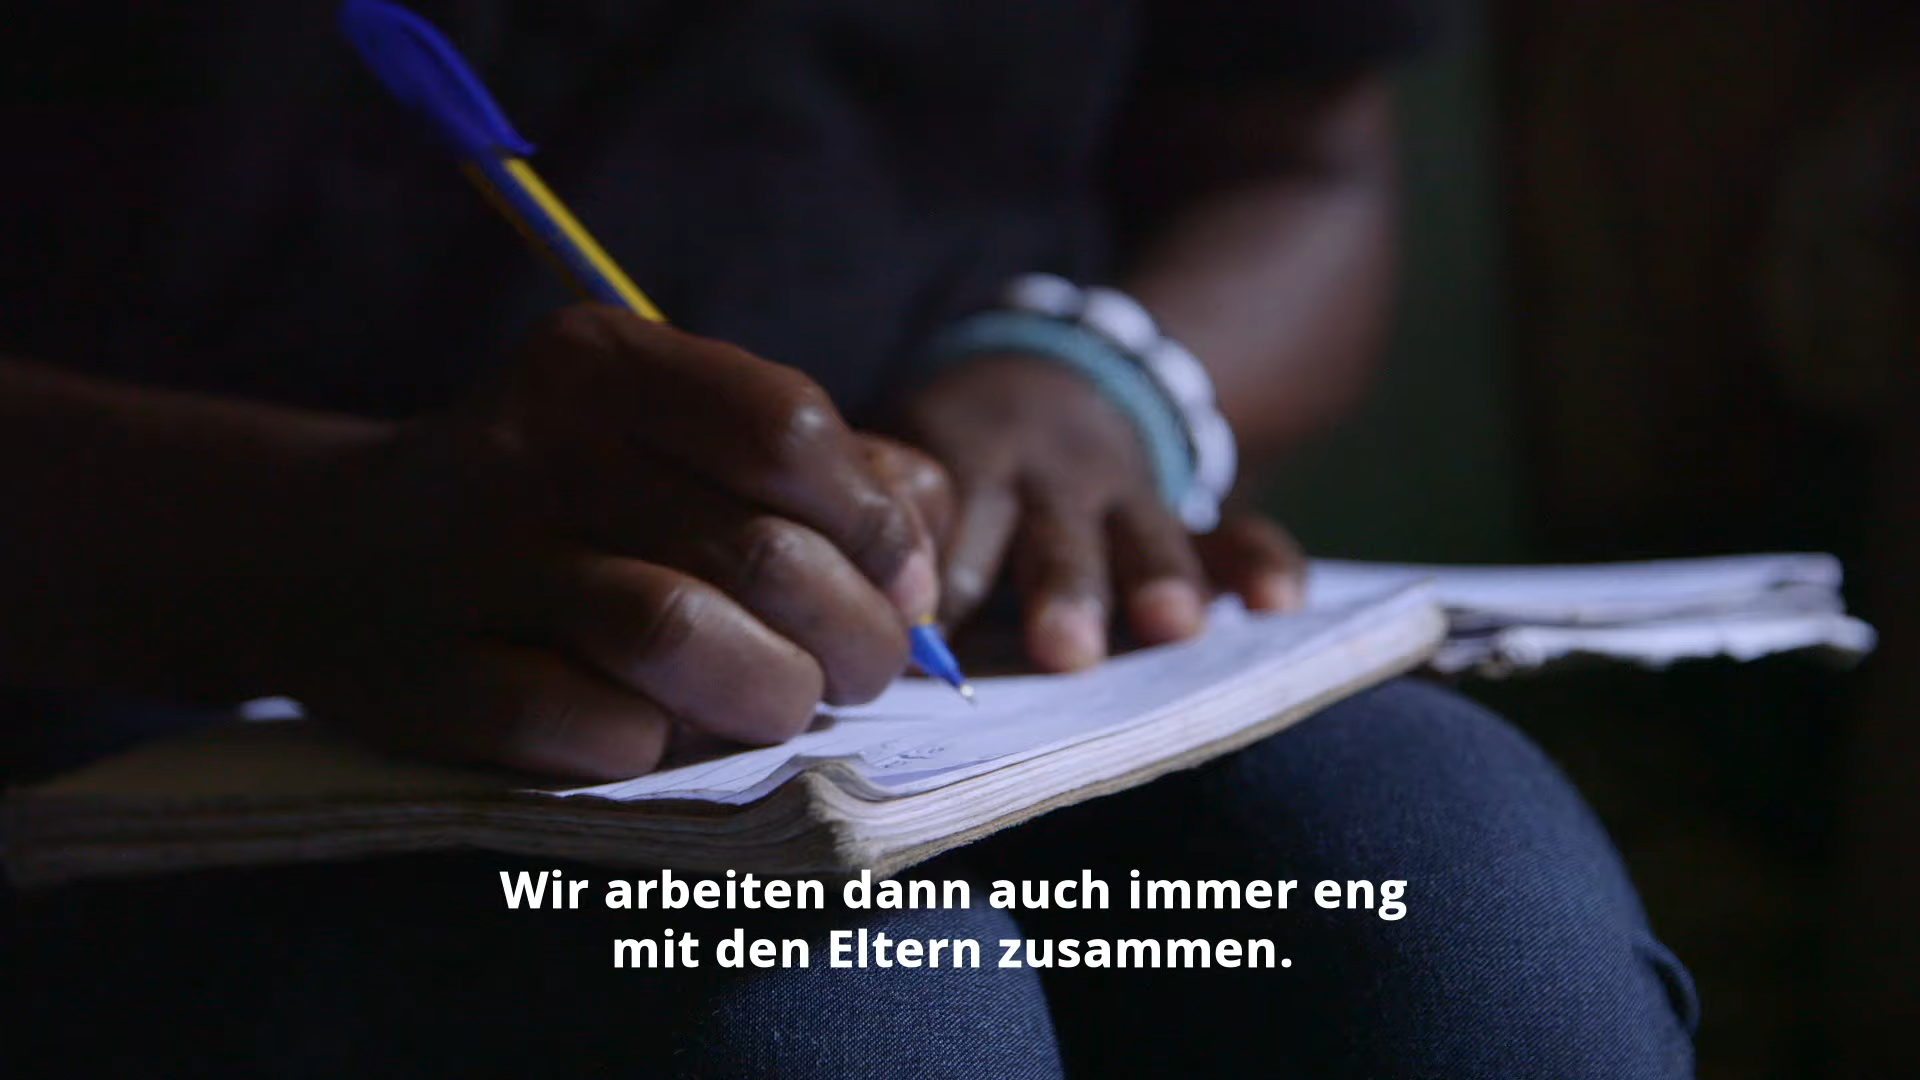 Wir arbeiten dann auch immer eng
mit den Eltern zusammen.